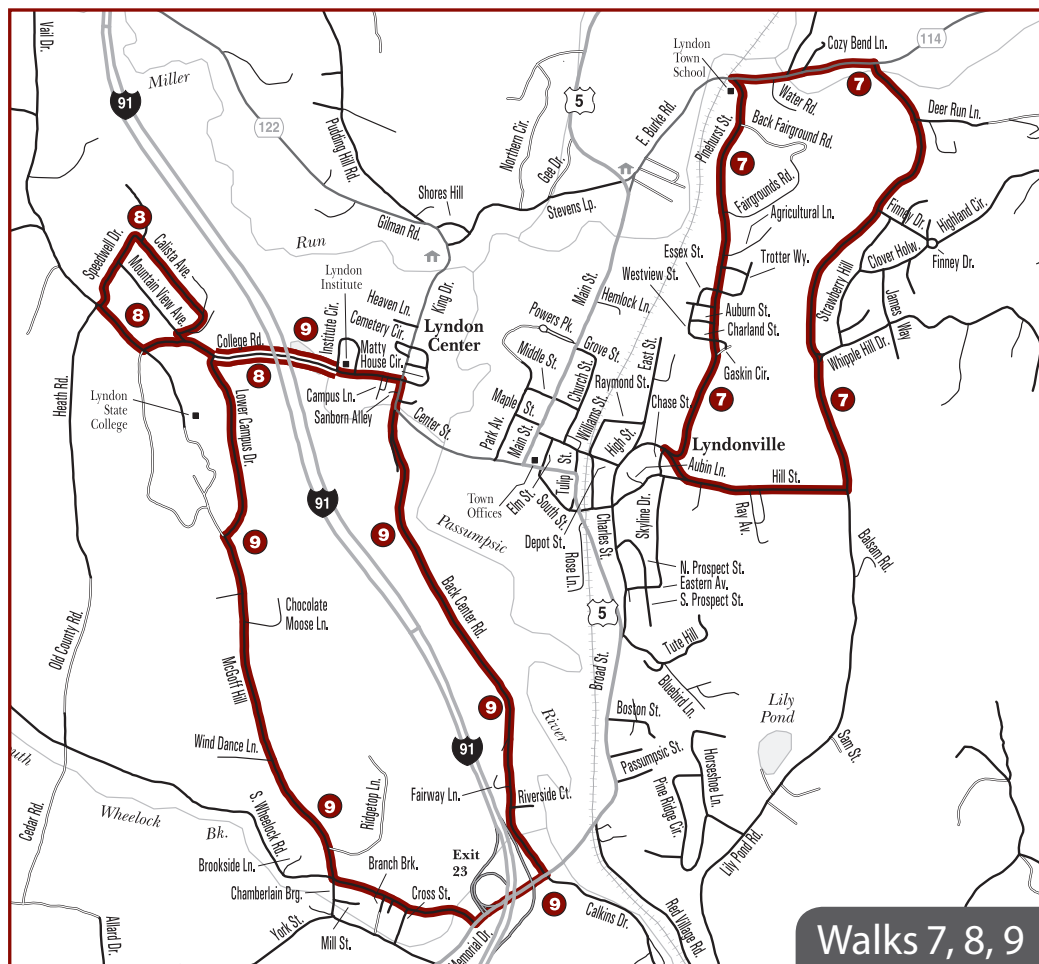 Vail Dr.
91
Miller
122
Pudding Hill Rd.
Northern Cir.
5
Gee Dr.
E. Burke Rd.
Lyndon
Town
School
Cozy Bend Ln.
114
7
Water Rd.
Pinehurst St.
Back Fairground Rd.
Deer Run Ln.
7
Fairgrounds Rd.
Shores Hill
Stevens Lp.
Gilman Rd.
Run
8
Speedwell Dr.
Calista Ave.
Mountain View Ave.
8
Agricultural Ln.
Essex St.
Trotter Wy.
Westview St.
Auburn St.
Charland St.
Gaskin Cir.
Finney Dr.
Highland Cir.
Clover Holw.
Finney Dr.
Strawberry Hill
James Way
Whipple Hill Dr.
Lyndon
Institute
Institute Cir.
Heaven Ln.
Cemetery Cir.
King Dr.
Matty
House Cir.
Lyndon
Center
9
College Rd.
8
Campus Ln.
Sanborn Alley
Center St.
Main St.
Hemlock Ln.
Powers Pk.
Grove St.
Middle St.
Church St.
East St.
Raymond St.
Williams St.
Maple
St.
Park Av.
Main St.
Chase St.
High St.
7
7
Lyndonville
Aubin Ln.
Hill St.
Ray Av.
Heath Rd.
Lyndon
State
College
Lower Campus Dr.
Town
Offices
Elm St.
South St.
Tulip
St.
Depot St.
Charles St.
Rose Ln.
Skyline Dr.
Balsam Rd.
91
9
9
Passumpsic
N. Prospect St.
Eastern Av.
S. Prospect St.
5
Back Center Rd.
Chocolate
Moose Ln.
Old County Rd.
McGoff Hill
Broad St.
Tute Hill
Bluebird Ln.
9
River
Boston St.
Lily
Pond
Sam St.
91
Wind Dance Ln.
Passumpsic St.
Horseshoe Ln.
Pine Ridge Cir.
Fairway Ln.
Riverside Ct.
outh
Wheelock
Bk.
Cedar Rd.
S. Wheelock Rd.
9
Ridgetop Ln.
Lily Pond Rd.
Brookside Ln.
Branch Brk.
Exit
23
Chamberlain Brg.
Cross St.
9
Calkins Dr.
York St.
Mill St.
Memorial Dr.
Red Village Rd.
Allard Dr.
Walks 7, 8, 9